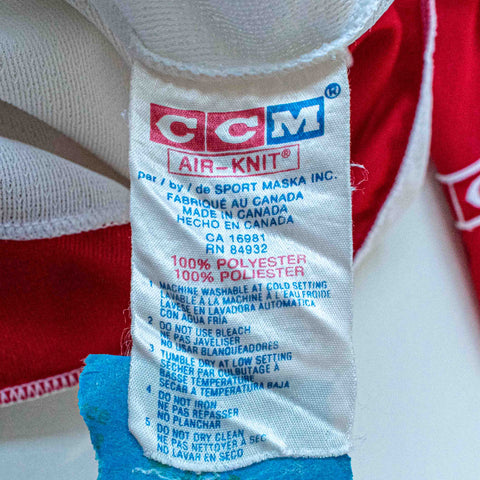 CCM®
AIR-KNIT®
par / by / de SPORT MASKA INC.
FABRIQUÉ AU CANADA
MADE IN CANADA
HECHO EN CANADA
CA 16981
RN 84932
100% POLYESTER
100% POLIESTER
1 MACHINE WASHABLE AT COLD SETTING
LAVABLE À LA MACHINE À L'EAU FROIDE
LAVESE EN LAVADORA AUTOMATICA
CON AGUA FRIA
2 DO NOT USE BLEACH
NE PAS JAVELISER
NO USAR BLANQUEADORES
3 TUMBLE DRY AT LOW SETTING
SÉCHER PAR CULBUTAGE À
BASSE TEMPÉRATURE
SECAR A TEMPERATURA BAJA
4 DO NOT IRON
NE PAS REPASSER
NO PLANCHAR
5 DO NOT DRY CLEAN
NE PAS NETTOYER À SEC
NO LAVAR EN SECO